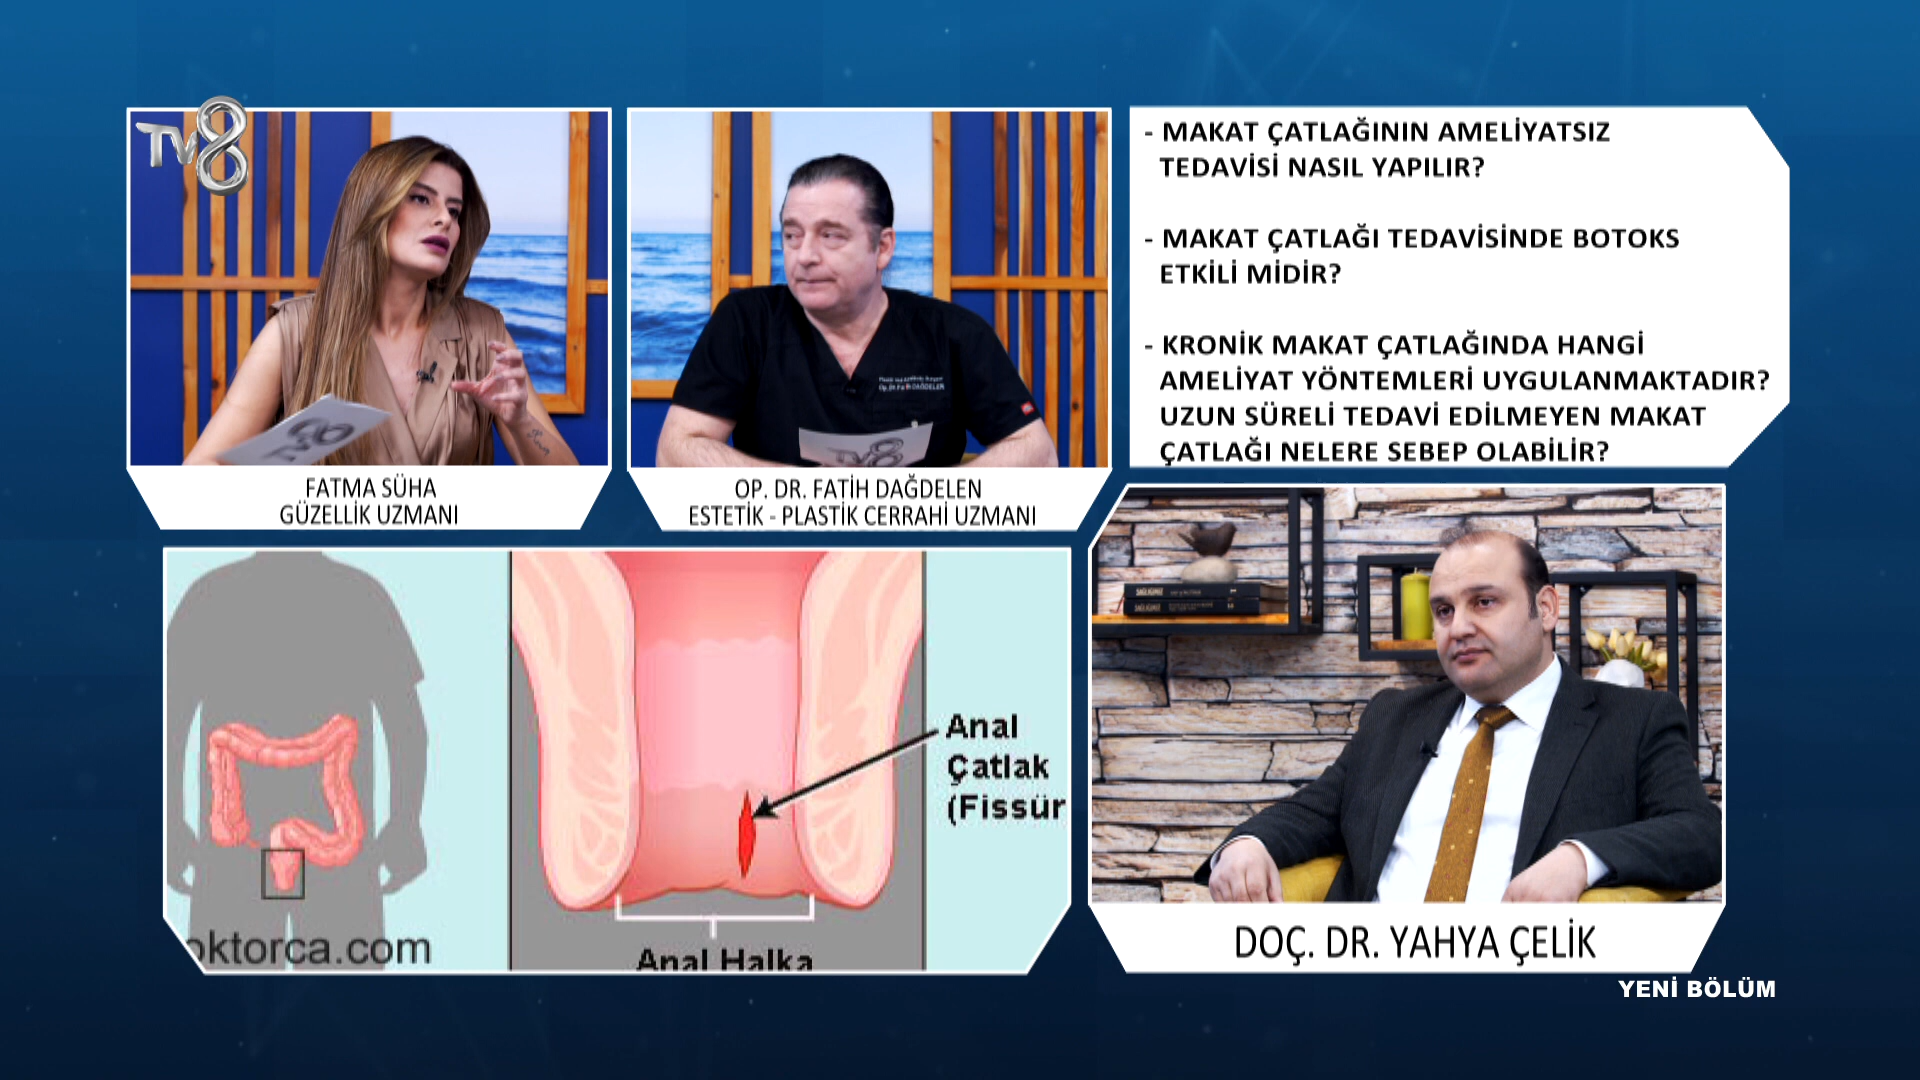 TV8
- MAKAT ÇATLAĞININ AMELİYATSIZ
TEDAVİSİ NASIL YAPILIR?
- MAKAT ÇATLAĞI TEDAVİSİNDE BOTOKS
ETKİLİ MİDİR?
- KRONİK MAKAT ÇATLAĞINDA HANGİ
AMELİYAT YÖNTEMLERİ UYGULANMAKTADIR?
UZUN SÜRELİ TEDAVİ EDİLMEYEN MAKAT
ÇATLAĞI NELERE SEBEP OLABİLİR?
TV8
TV8
FATMA SÜHA
GÜZELLİK UZMANI
OP. DR. FATİH DAĞDELEN
ESTETİK - PLASTİK CERRAHİ UZMANI
Anal
Çatlak
(Fissür
oktorca.com
Anal Halka
DOÇ. DR. YAHYA ÇELİK
YENİ BÖLÜM